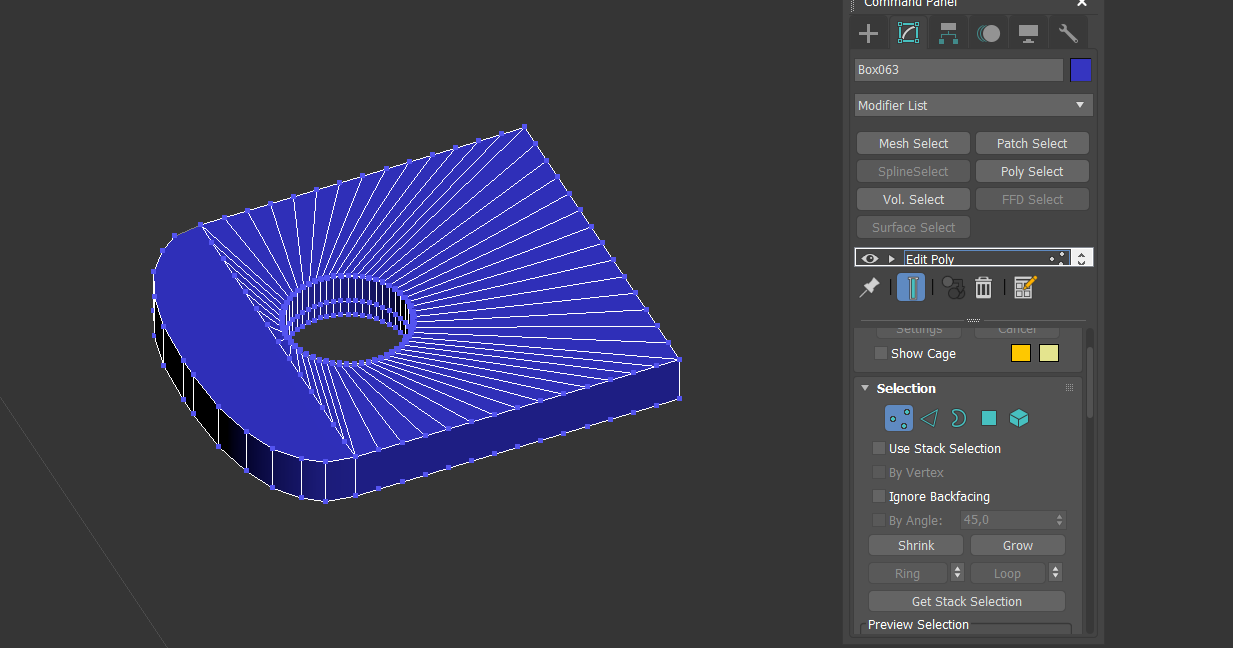 Command Panel
Box063
Modifier List
Mesh Select
Patch Select
SplineSelect
Poly Select
Vol. Select
FFD Select
Surface Select
Edit Poly
Settings
Cancel
Show Cage
Selection
Use Stack Selection
By Vertex
Ignore Backfacing
By Angle:
45,0
Shrink
Grow
Ring
Loop
Get Stack Selection
Preview Selection